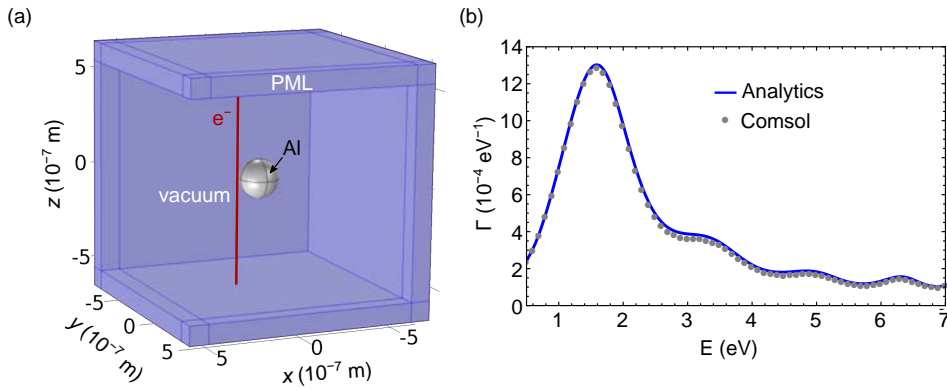 (a)
PML
e⁻
Al
vacuum
5
0
-5
z (10⁻⁷ m)
-5
0
5
y (10⁻⁷ m)
5
0
-5
x (10⁻⁷ m)
(b)
14
12
10
8
6
4
2
0
Γ (10⁻⁴ eV⁻¹)
Analytics
Comsol
1 2 3 4 5 6 7
E (eV)